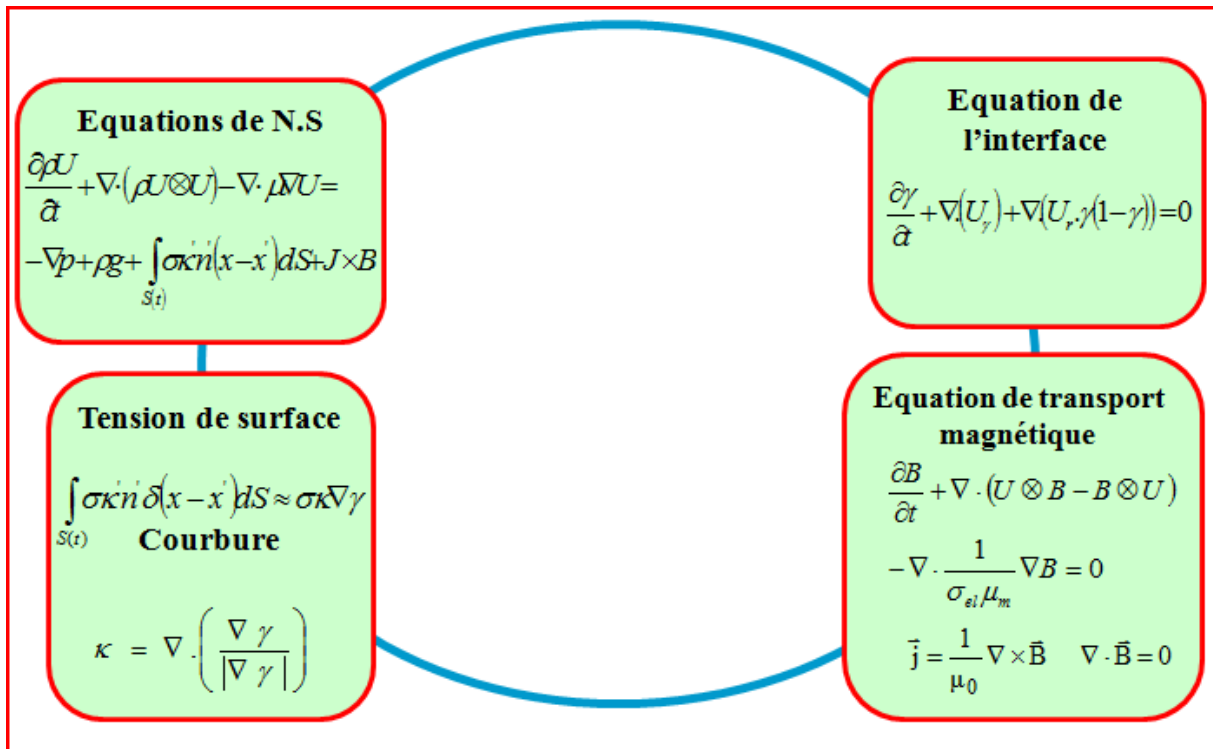 Equations de N.S
∂ρU/∂t + ∇·(ρU⊗U) − ∇·μ∇U =
−∇p + ρg + ∫S(t) σκ'n'(x−x')dS + J×B
Equation de
l'interface
∂γ/∂t + ∇.(Uγ) + ∇.(Ur.γ(1−γ)) = 0
Tension de surface
∫S(t) σκ'n'δ(x−x')dS ≈ σκ∇γ
Courbure
κ = ∇.(∇γ/|∇γ|)
Equation de transport
magnétique
∂B/∂t + ∇·(U⊗B − B⊗U)
−∇·1/(σel μm) ∇B = 0
j⃗ = 1/μ0 ∇×B⃗ ∇·B⃗ = 0